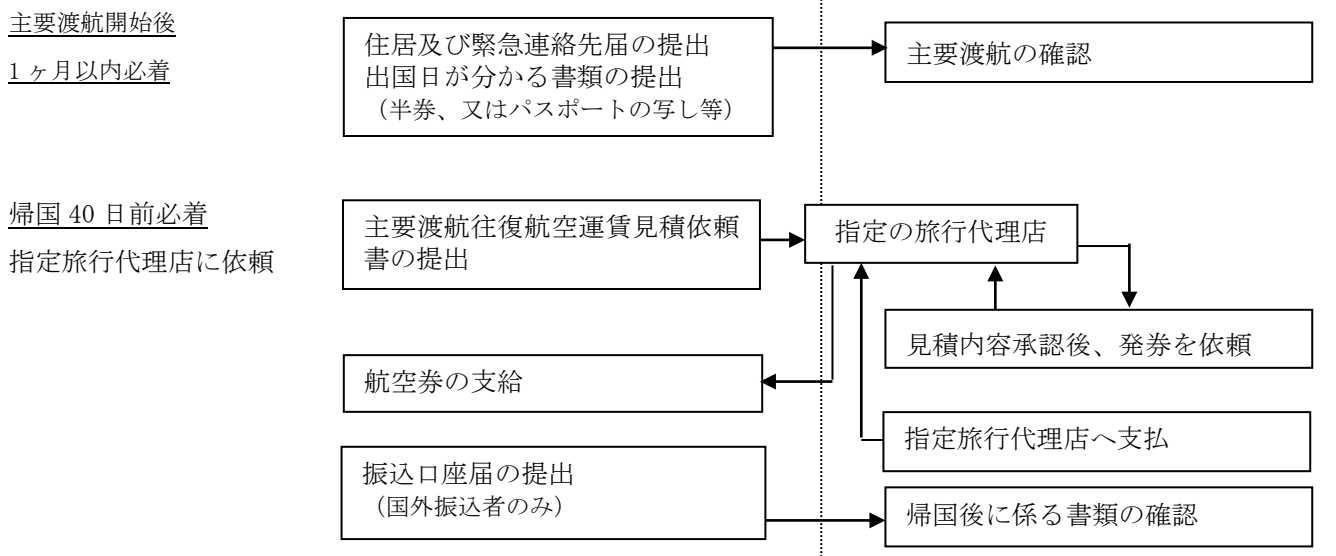 主要渡航開始後
1ヶ月以内必着
住居及び緊急連絡先届の提出
出国日が分かる書類の提出
（半券、又はパスポートの写し等）
主要渡航の確認
帰国 40 日前必着
指定旅行代理店に依頼
主要渡航往復航空運賃見積依頼
書の提出
指定の旅行代理店
見積内容承認後、発券を依頼
航空券の支給
指定旅行代理店へ支払
振込口座届の提出
（国外振込者のみ）
帰国後に係る書類の確認